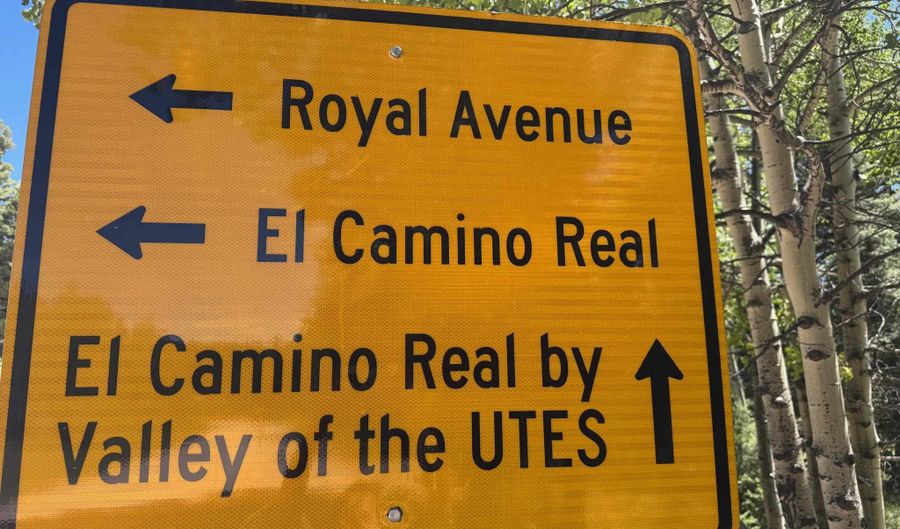 Royal Avenue
El Camino Real
El Camino Real by
Valley of the UTES